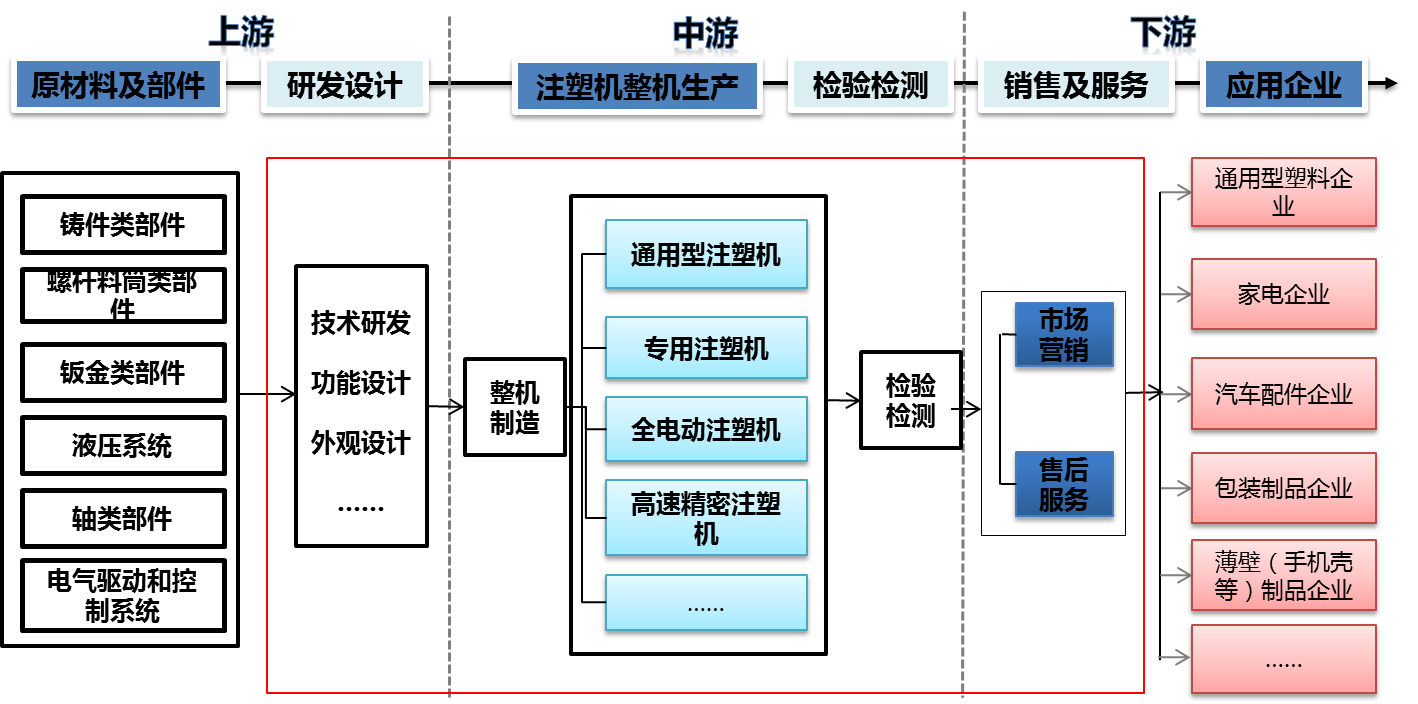 上游
中游
下游
原材料及部件
研发设计
注塑机整机生产
检验检测
销售及服务
应用企业
铸件类部件
螺杆料筒类部
件
钣金类部件
液压系统
轴类部件
电气驱动和控
制系统
技术研发
功能设计
外观设计
……
整机
制造
通用型注塑机
专用注塑机
全电动注塑机
高速精密注塑
机
……
检验
检测
市场
营销
售后
服务
通用型塑料企
业
家电企业
汽车配件企业
包装制品企业
薄壁（手机壳
等）制品企业
……